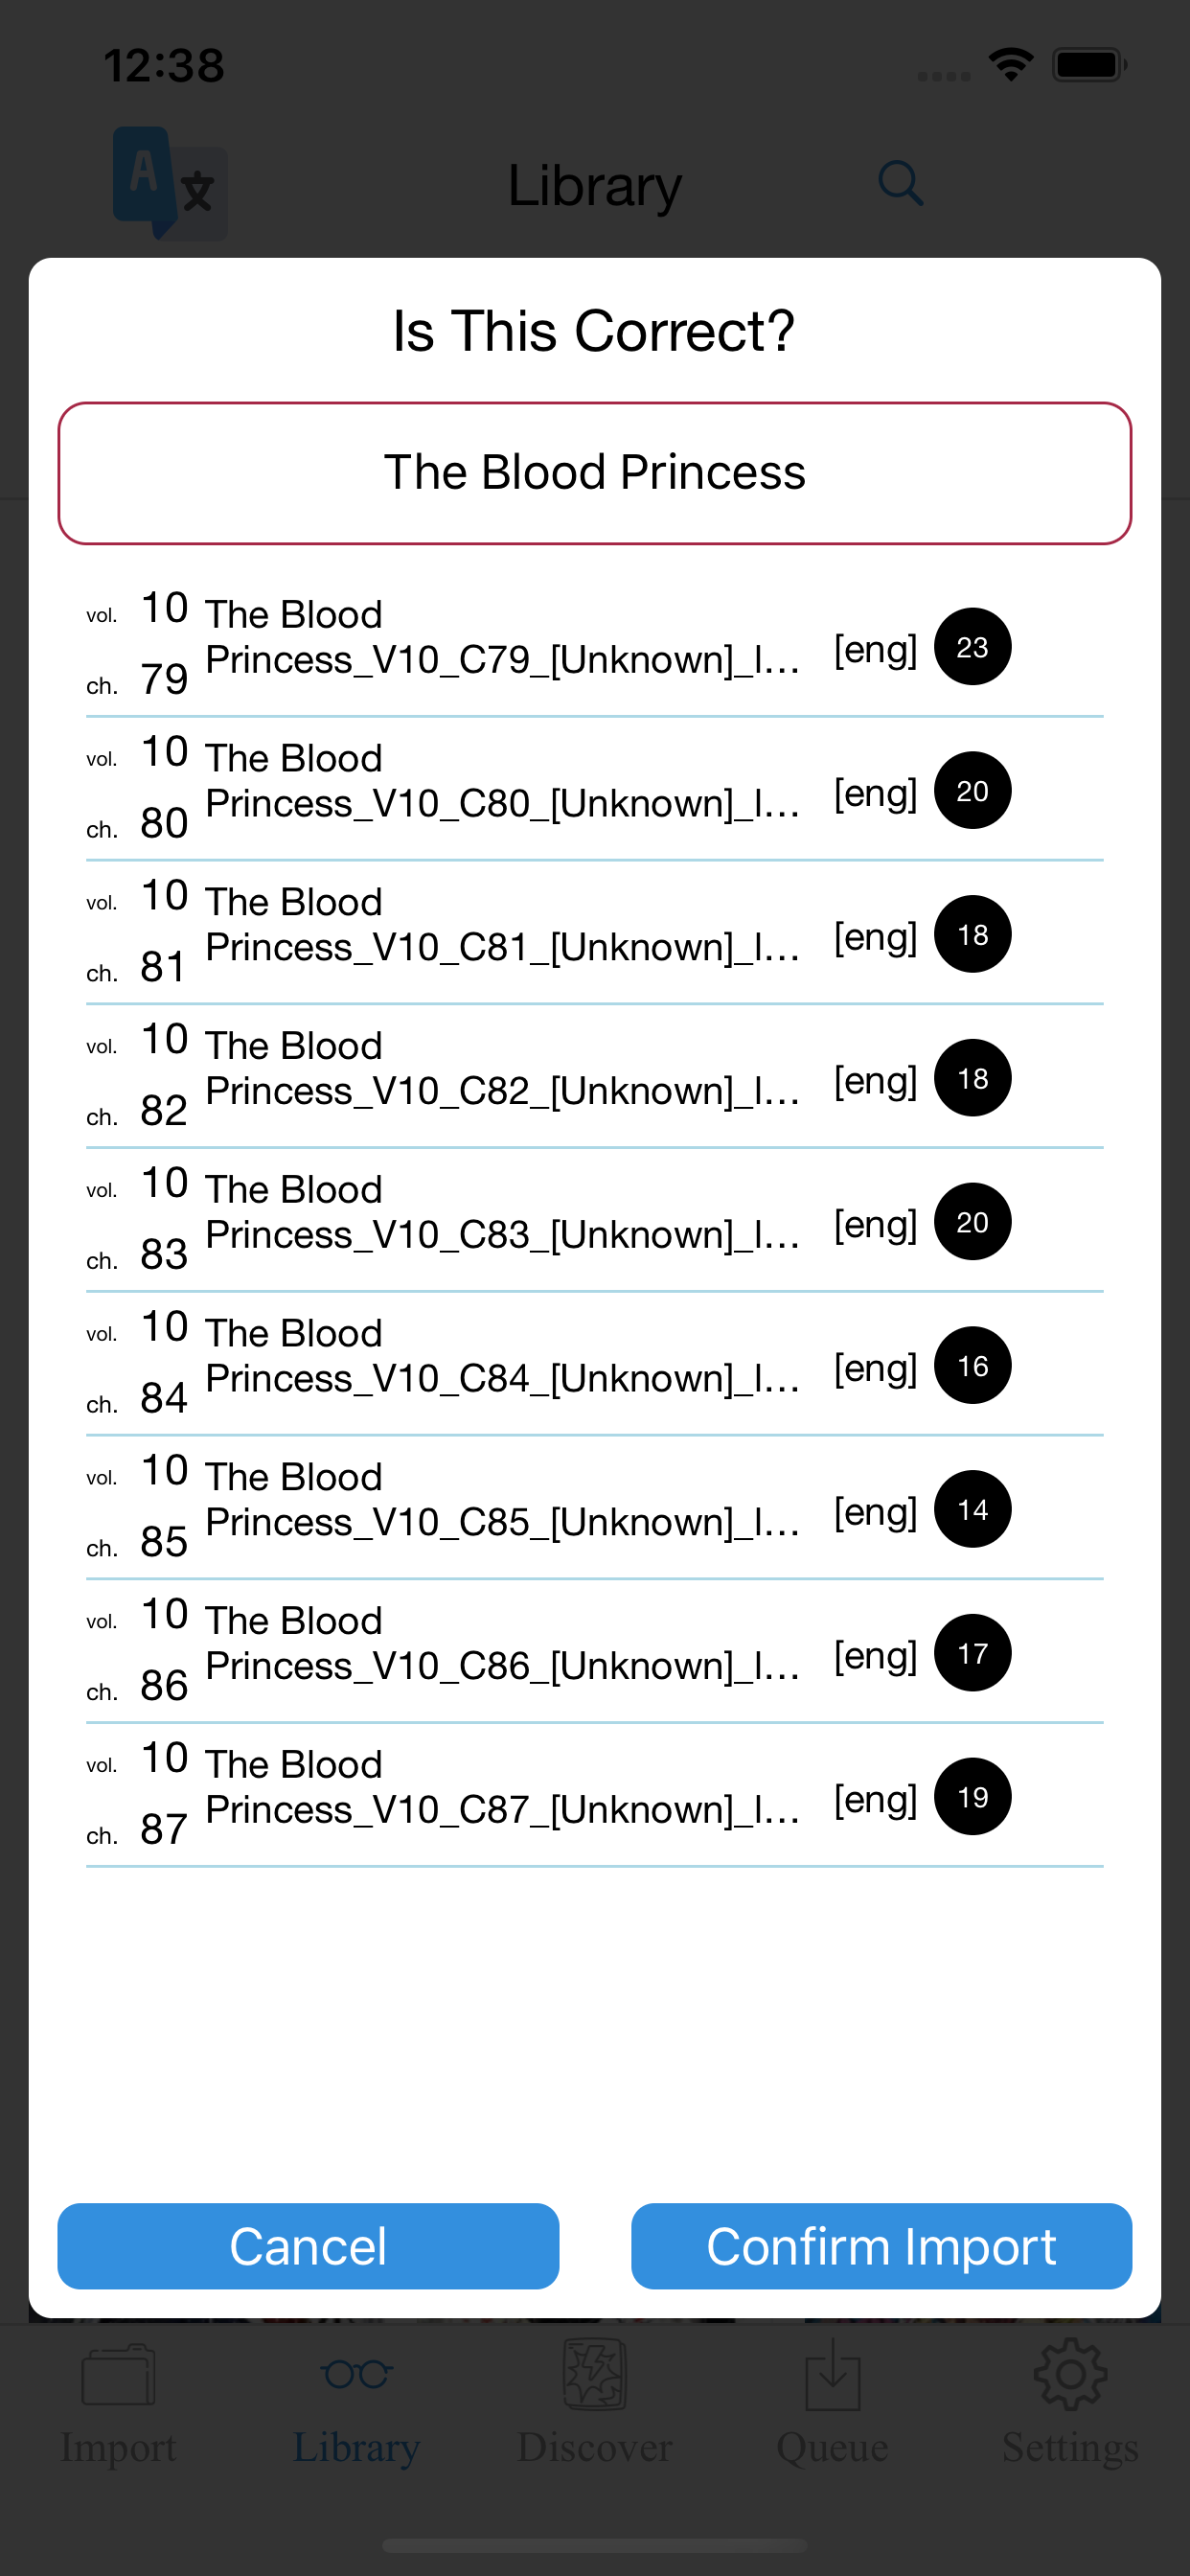 12:38
A
文
Library
Is This Correct?
The Blood Princess
vol. 10
ch. 79
The Blood
Princess_V10_C79_[Unknown]_I...
[eng]
23
vol. 10
ch. 80
The Blood
Princess_V10_C80_[Unknown]_I...
[eng]
20
vol. 10
ch. 81
The Blood
Princess_V10_C81_[Unknown]_I...
[eng]
18
vol. 10
ch. 82
The Blood
Princess_V10_C82_[Unknown]_I...
[eng]
18
vol. 10
ch. 83
The Blood
Princess_V10_C83_[Unknown]_I...
[eng]
20
vol. 10
ch. 84
The Blood
Princess_V10_C84_[Unknown]_I...
[eng]
16
vol. 10
ch. 85
The Blood
Princess_V10_C85_[Unknown]_I...
[eng]
14
vol. 10
ch. 86
The Blood
Princess_V10_C86_[Unknown]_I...
[eng]
17
vol. 10
ch. 87
The Blood
Princess_V10_C87_[Unknown]_I...
[eng]
19
Cancel
Confirm Import
Import
Library
Discover
Queue
Settings